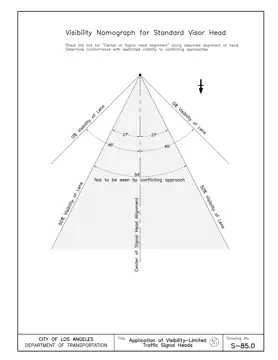 Visibility Nomograph for Standard Visor Head
Place the line for "Center of Signal Head Alignment" along required alignment of head.
Determine conformance with restricted visibility to conflicting approaches
0% Visibility of Lens
0% Visibility of Lens
27°
27°
45°
45°
54°
Not to be seen by conflicting approach
50% Visibility of Lens
50% Visibility of Lens
Center of Signal Head Alignment
CITY OF LOS ANGELES
DEPARTMENT OF TRANSPORTATION
Title
Application of Visibility-Limited
Traffic Signal Heads
Drawing No.
S-85.0